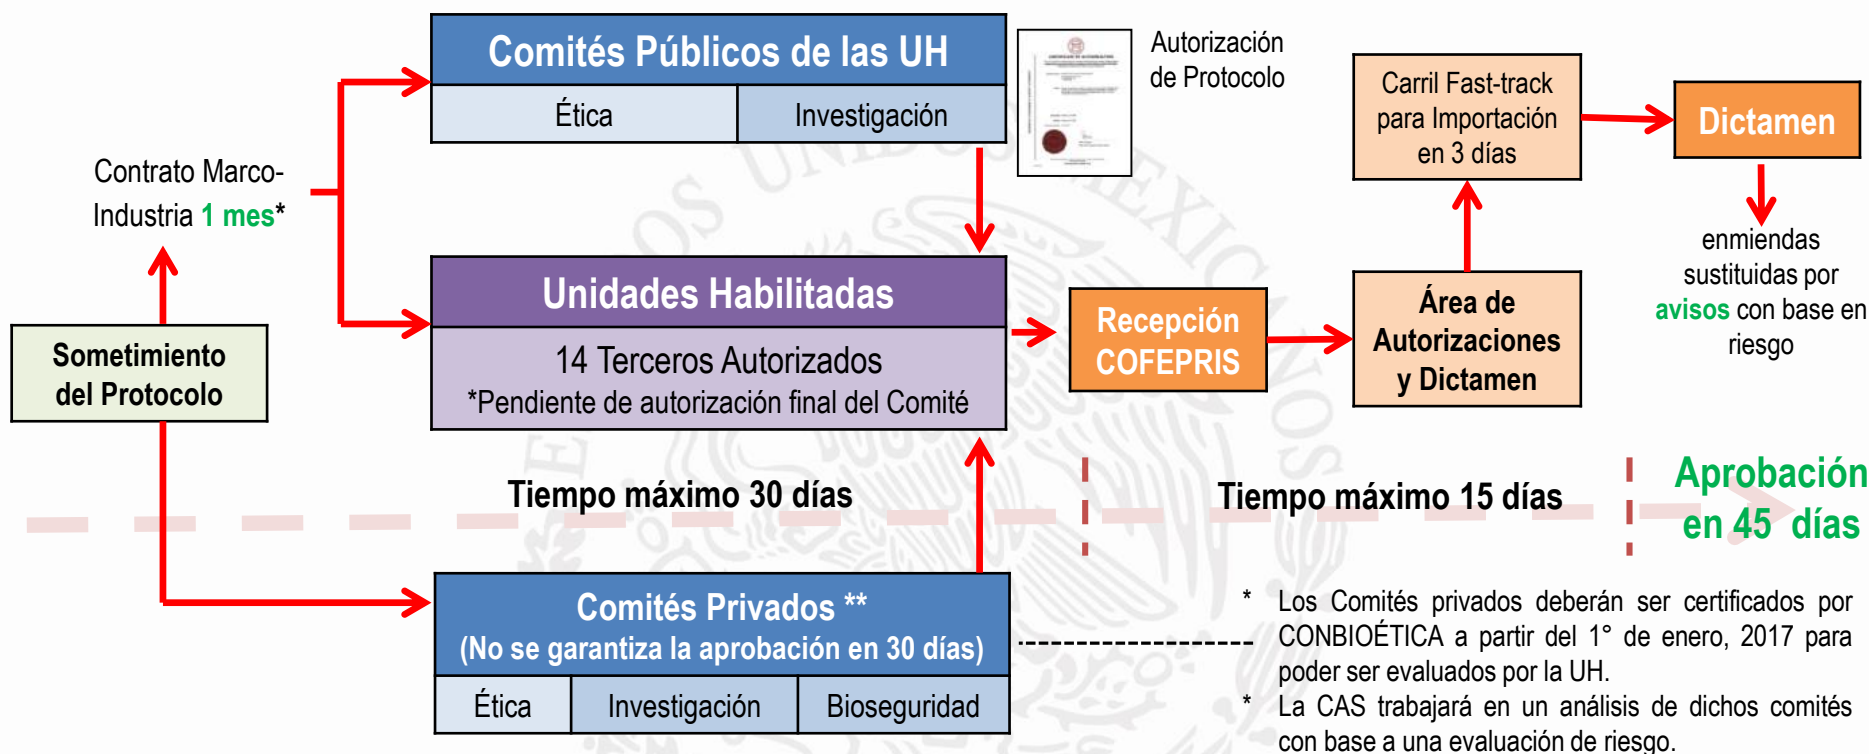 Comités Públicos de las UH
Ética
Investigación
Autorización
de Protocolo
Carril Fast-track
para Importación
en 3 días
Dictamen
Contrato Marco-
Industria 1 mes*
enmiendas
sustituidas por
avisos con base en
riesgo
Unidades Habilitadas
14 Terceros Autorizados
*Pendiente de autorización final del Comité
Recepción
COFEPRIS
Área de
Autorizaciones
y Dictamen
Sometimiento
del Protocolo
Tiempo máximo 30 días
Tiempo máximo 15 días
Aprobación
en 45 días
Comités Privados **
(No se garantiza la aprobación en 30 días)
Ética
Investigación
Bioseguridad
* Los Comités privados deberán ser certificados por
CONBIOÉTICA a partir del 1° de enero, 2017 para
poder ser evaluados por la UH.
* La CAS trabajará en un análisis de dichos comités
con base a una evaluación de riesgo.
UNIDOS MEXICANOS